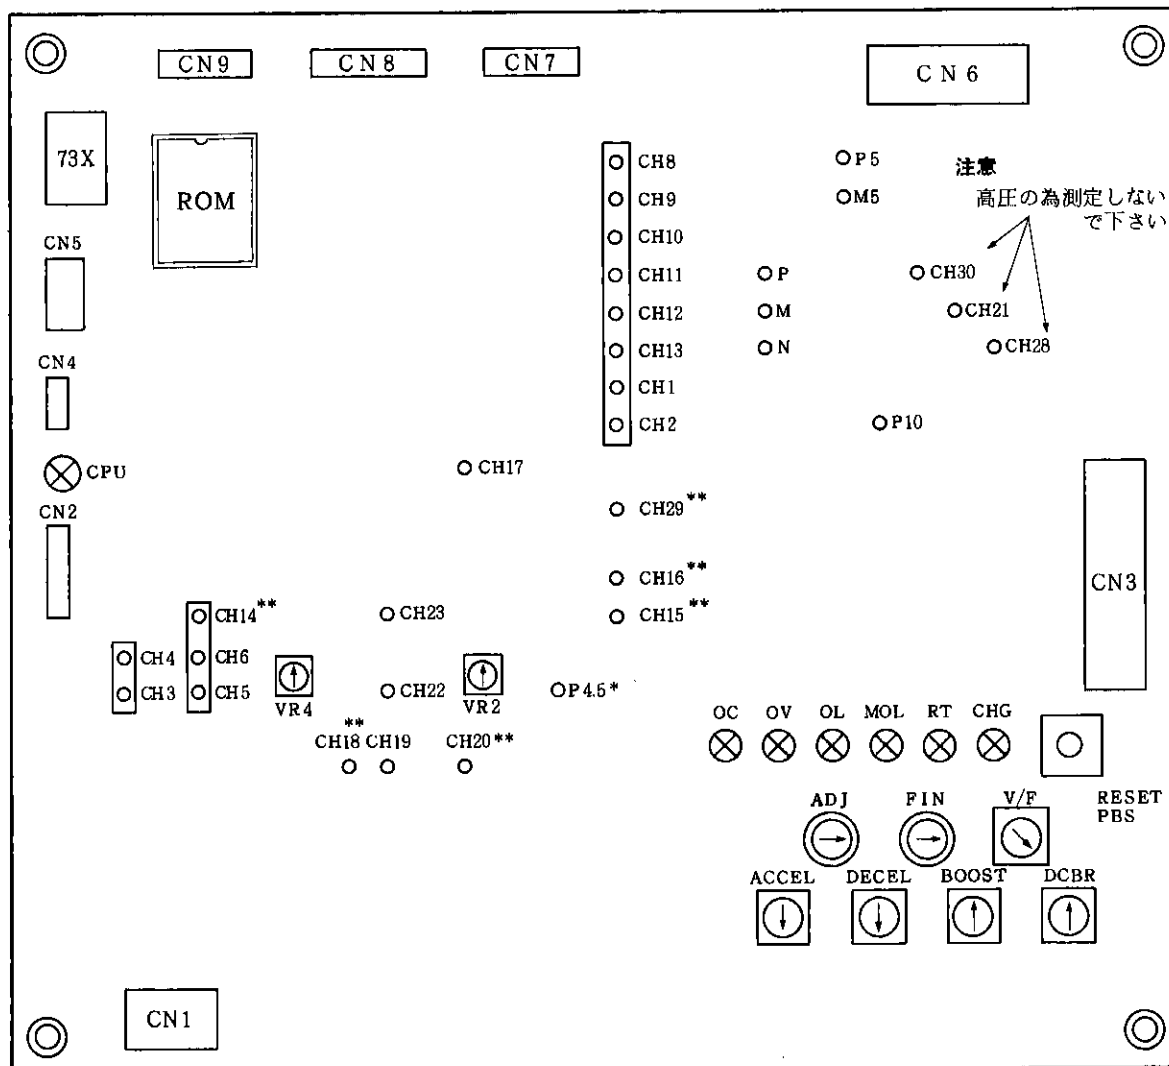 CN9 CN8 CN7 CN6
73X
ROM
CH8
P5
注意
CH9
M5
高圧の為測定しない
で下さい
CN5
CH10
CH11
P
CH30
CH12
M
CH21
CH13
N
CH28
CN4
CH1
CH2
P10
CPU
CH17
CN2
CH29**
CH16**
CN3
CH14**
CH23
CH15**
CH4
CH6
CH3
CH5
VR4
CH22
VR2
P4.5*
**
CH18 CH19
CH20**
OC OV OL MOL RT CHG
RESET
PBS
ADJ FIN V/F
ACCEL DECEL BOOST DCBR
CN1